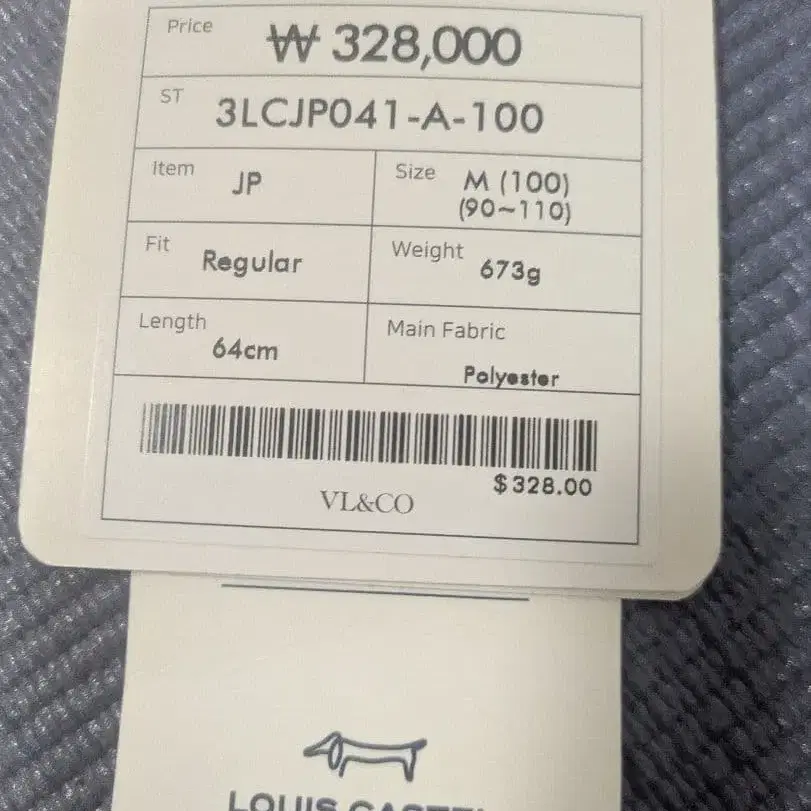 Price ₩ 328,000
ST 3LCJP041-A-100
Item JP
Size M (100)
(90~110)
Fit Regular
Weight 673g
Length 64cm
Main Fabric
Polyester
$328.00
VL&CO
LOUIS